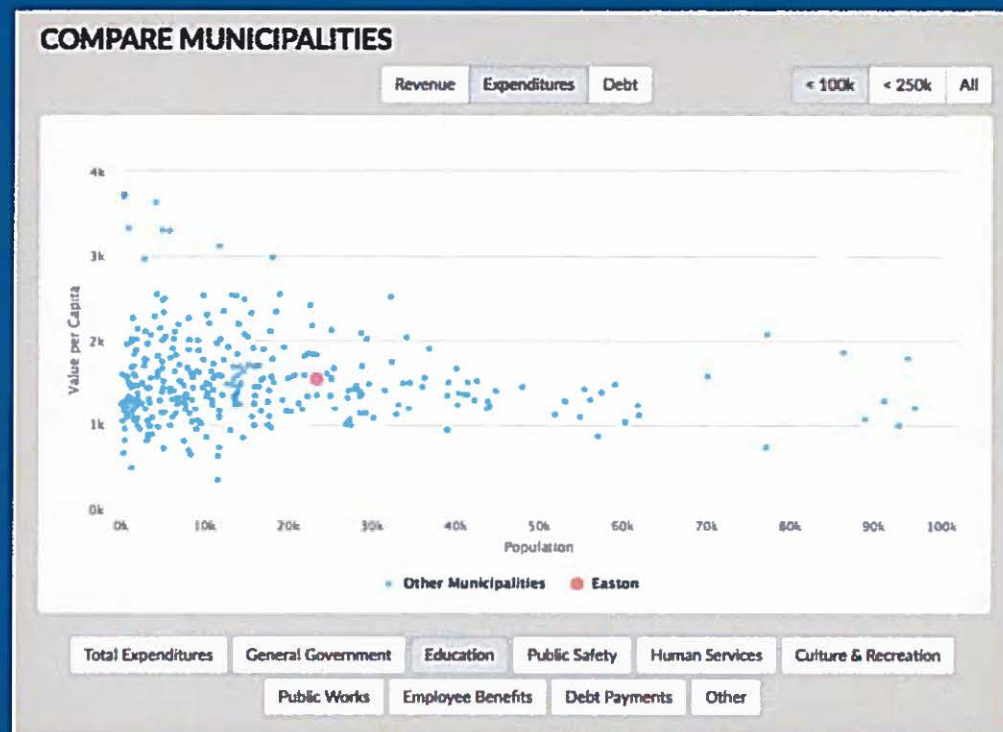 COMPARE MUNICIPALITIES
Revenue Expenditures Debt < 100k < 250k All
4k
3k
2k
1k
0k
Value per Capita
0k 10k 20k 30k 40k 50k 60k 70k 80k 90k 100k
Population
Other Municipalities Easton
Total Expenditures General Government Education Public Safety Human Services Culture & Recreation
Public Works Employee Benefits Debt Payments Other